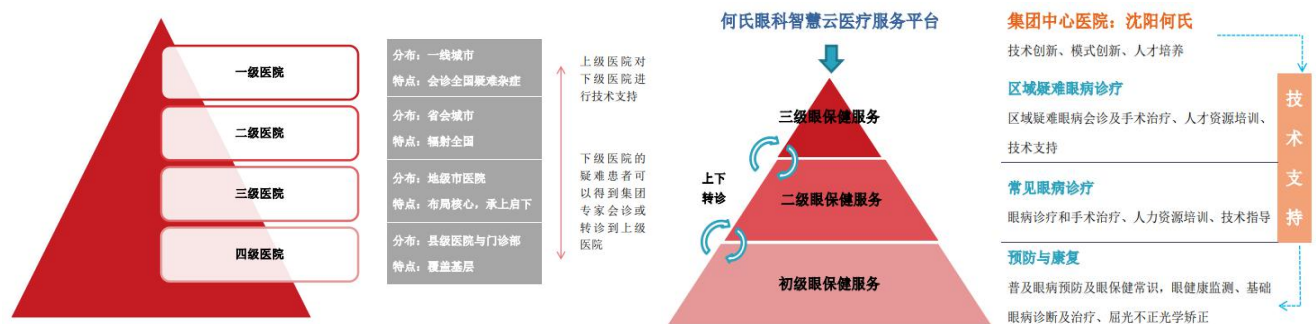 一级医院
二级医院
三级医院
四级医院
分布：一线城市
特点：会诊全国疑难杂症
分布：省会城市
特点：辐射全国
分布：地级市医院
特点：布局核心，承上启下
分布：县级医院与门诊部
特点：覆盖基层
上级医院对
下级医院进
行技术支持
下级医院的
疑难患者可
以得到集团
专家会诊或
转诊到上级
医院
何氏眼科智慧云医疗服务平台
三级眼保健服务
二级眼保健服务
初级眼保健服务
上下
转诊
集团中心医院：沈阳何氏
技术创新、模式创新、人才培养
区域疑难眼病诊疗
区域疑难眼病会诊及手术治疗、人才资源培训、
技术支持
常见眼病诊疗
眼病诊疗和手术治疗、人力资源培训、技术指导
预防与康复
普及眼病预防及眼保健常识，眼健康监测、基础
眼病诊断及治疗、屈光不正光学矫正
技
术
支
持